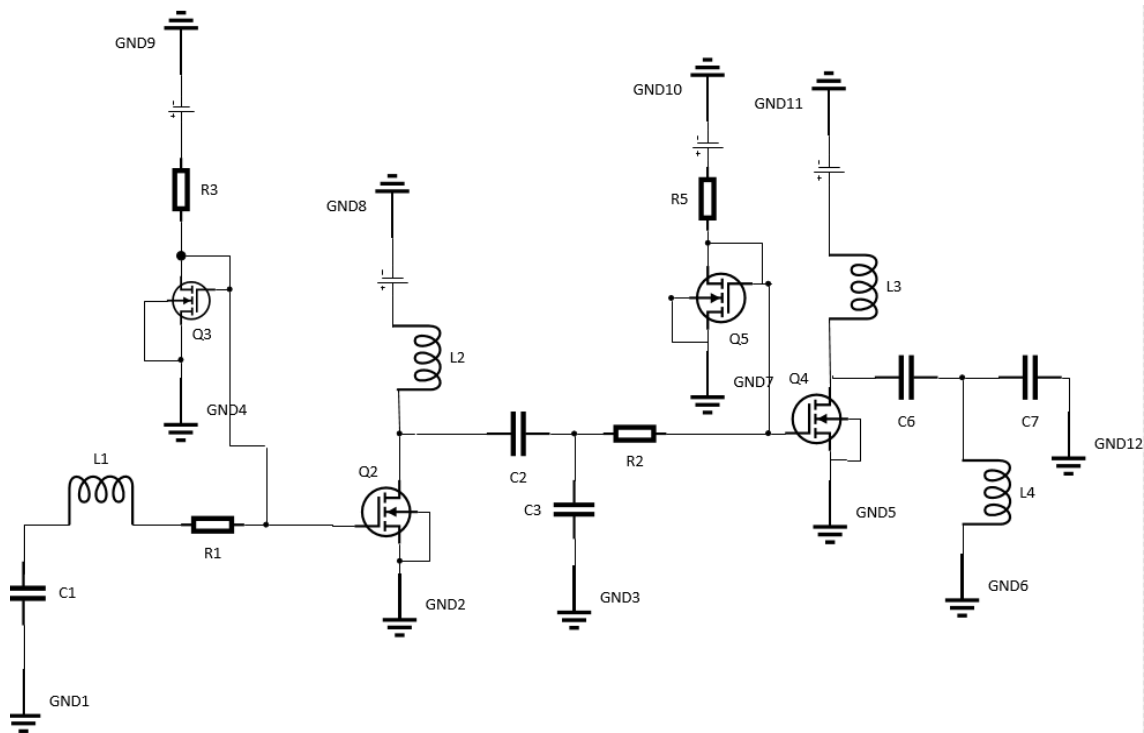 GND9
GND10
GND11
R3
R5
GND8
L3
Q3
Q5
L2
GND7
Q4
GND4
C6
C7
GND12
L1
Q2
C2
R2
L4
C3
GND5
R1
GND6
C1
GND2
GND3
GND1